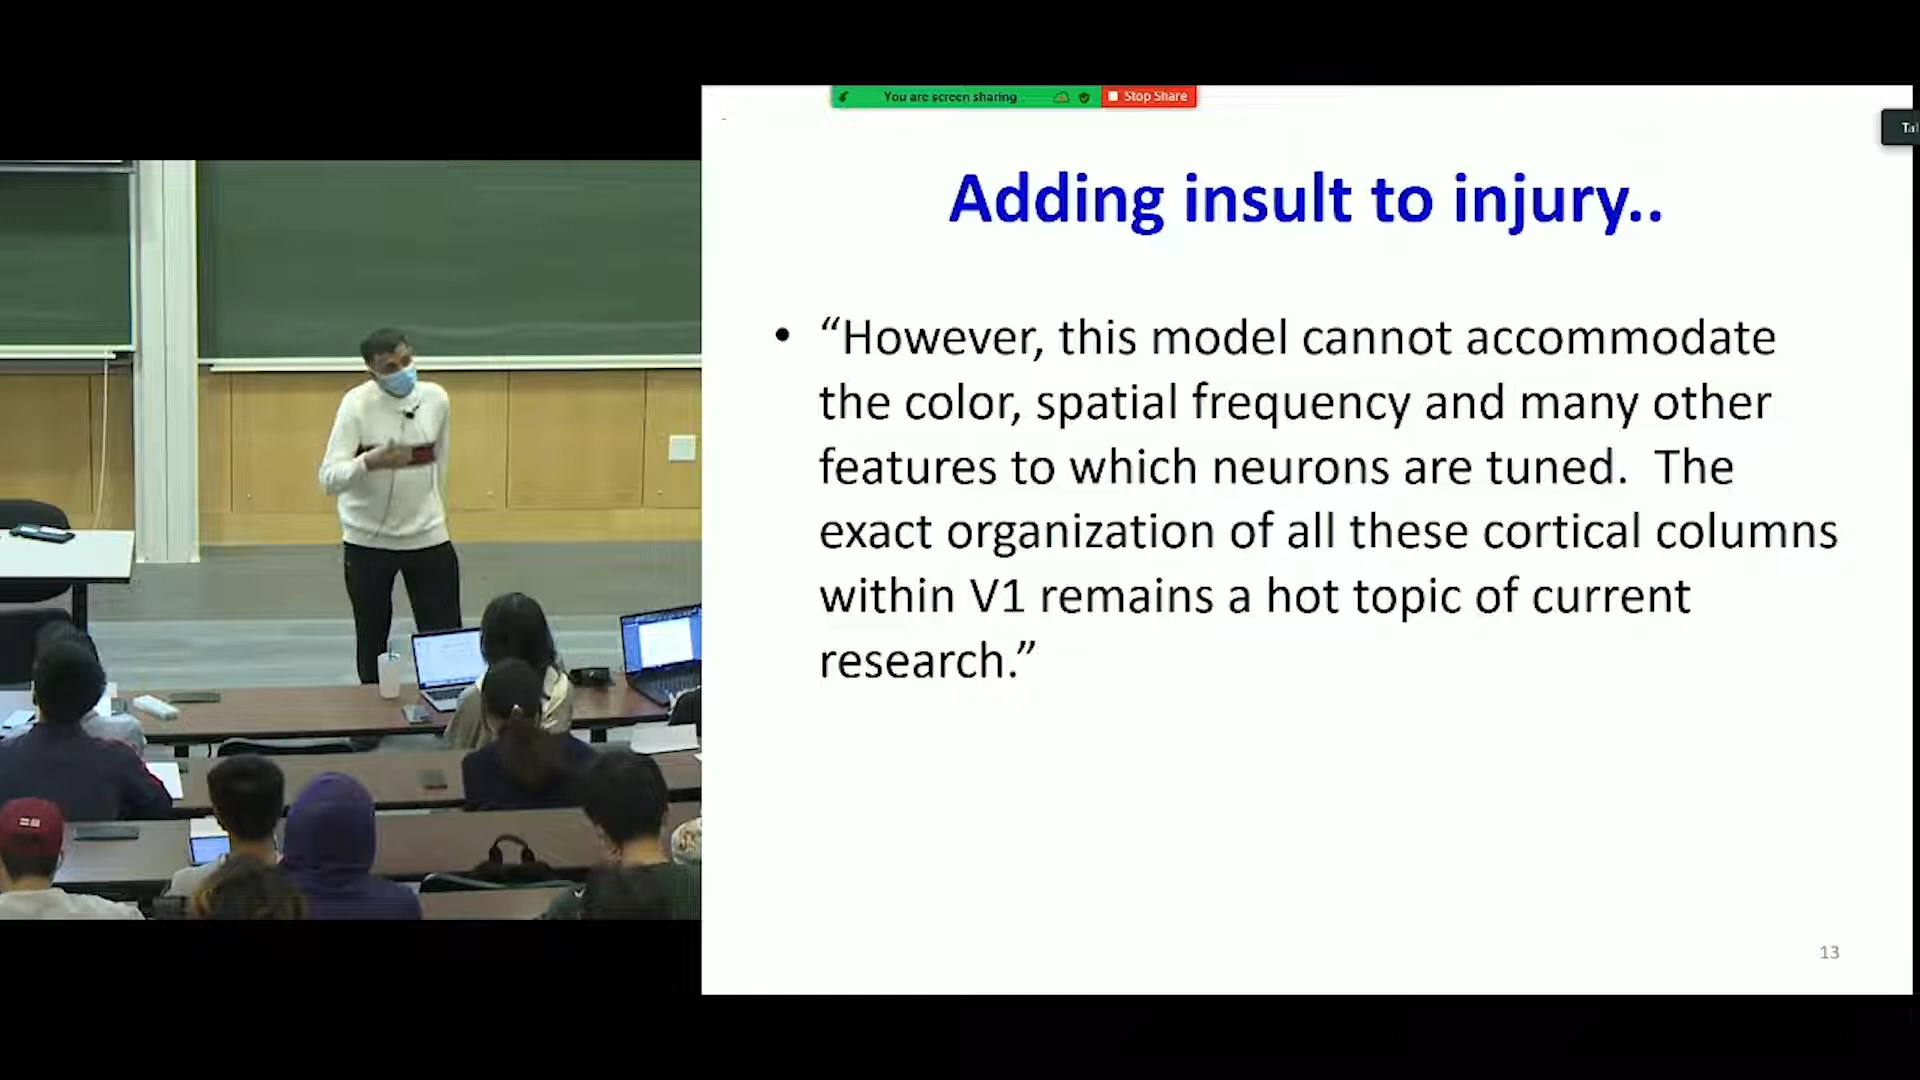 You are screen sharing
Stop Share
Adding insult to injury..
• “However, this model cannot accommodate
the color, spatial frequency and many other
features to which neurons are tuned.  The
exact organization of all these cortical columns
within V1 remains a hot topic of current
research.”
13